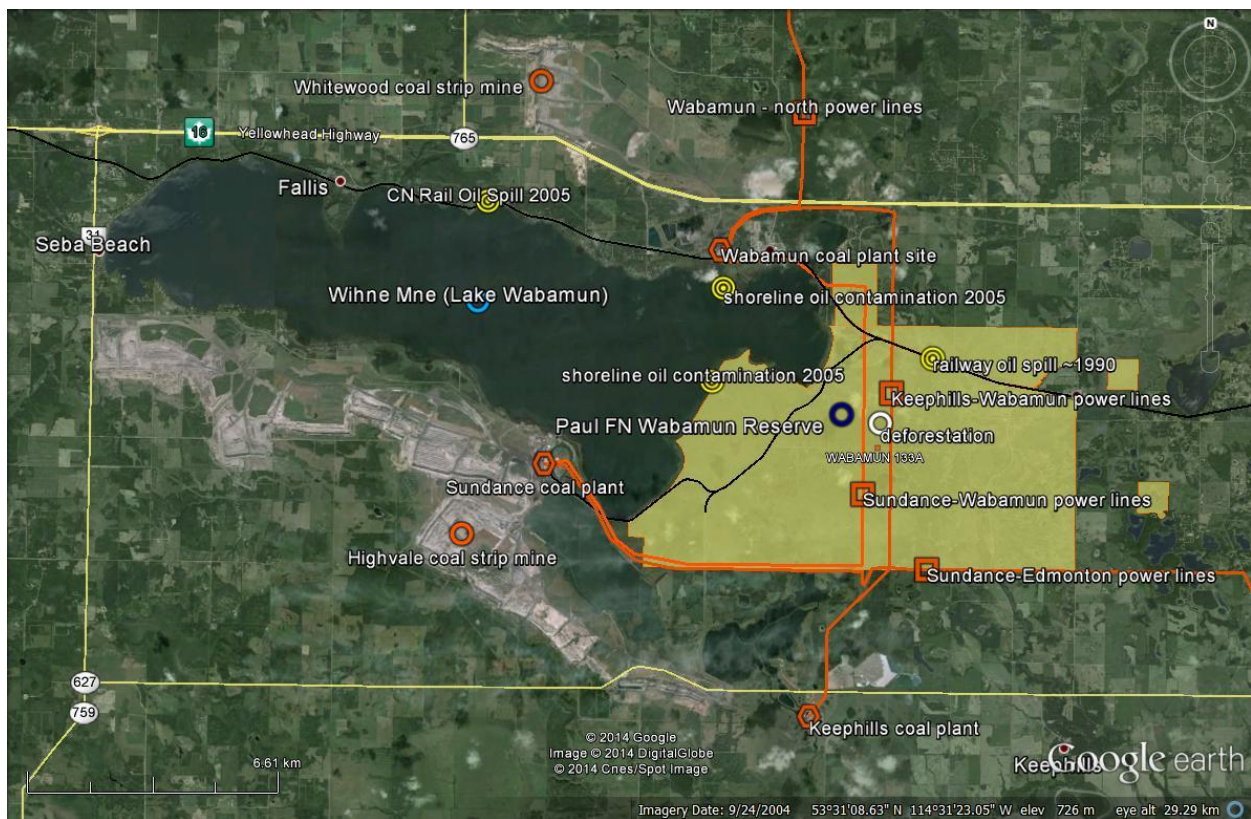 Whitewood coal strip mine
Wabamun - north power lines
N
16
Yellowhead Highway
765
Fallis
CN Rail Oil Spill 2005
31
Seba Beach
Wabamun coal plant site
Wihne Mne (Lake Wabamun)
shoreline oil contamination 2005
railway oil spill ~1990
shoreline oil contamination 2005
Keephills-Wabamun power lines
Paul FN Wabamun Reserve
deforestation
WABAMUN 133A
Sundance coal plant
Sundance-Wabamun power lines
Highvale coal strip mine
Sundance-Edmonton power lines
627
759
Keephills coal plant
© 2014 Google
Image © 2014 DigitalGlobe
© 2014 Cnes/Spot Image
6.61 km
Keephills
Google earth
Imagery Date: 9/24/2004 53°31'08.63" N 114°31'23.05" W elev 726 m eye alt 29.29 km